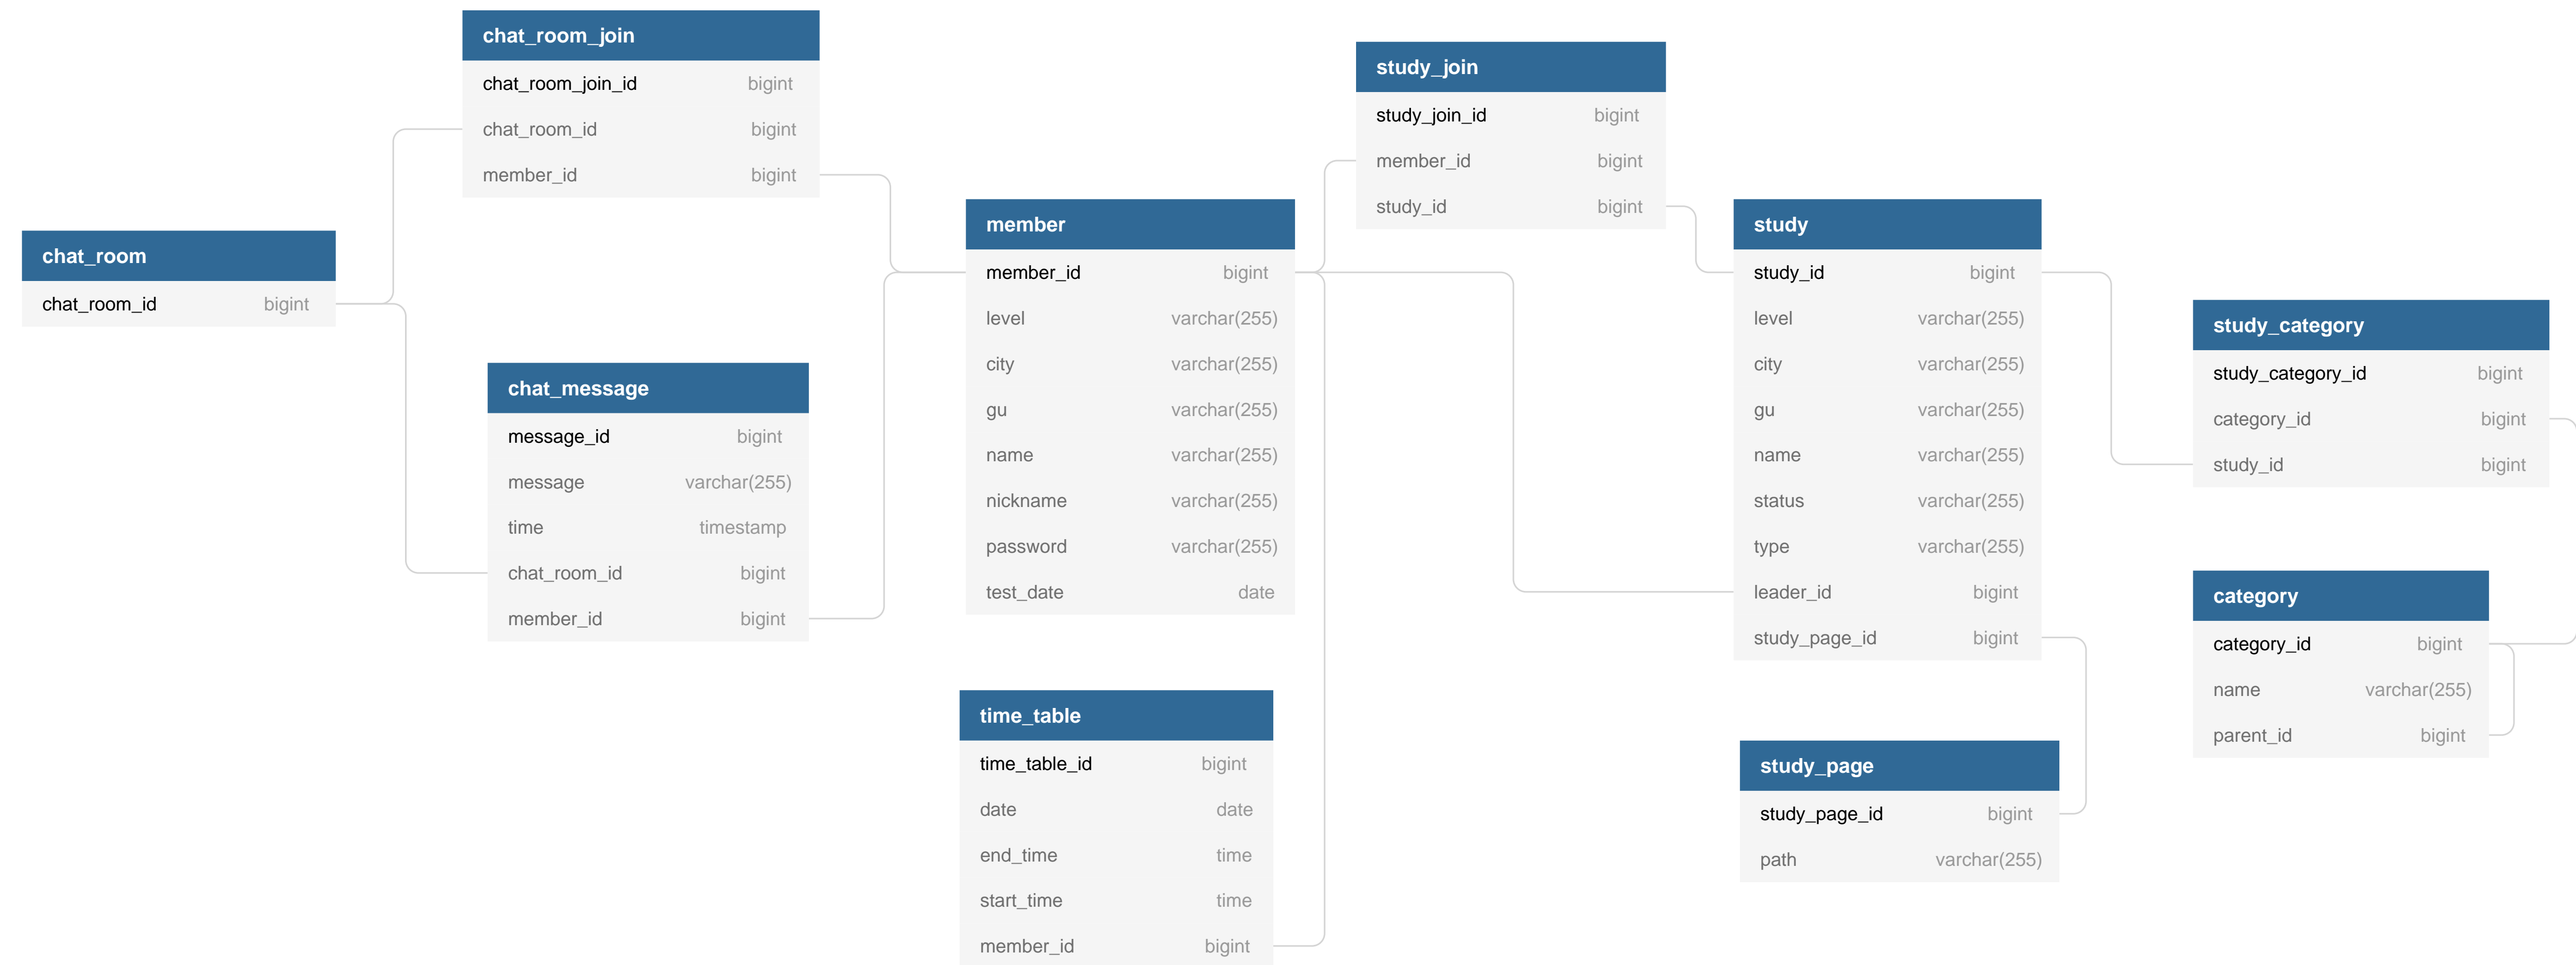 chat_room
chat_room_id bigint
chat_room_join
chat_room_join_id bigint
chat_room_id bigint
member_id bigint
chat_message
message_id bigint
message varchar(255)
time timestamp
chat_room_id bigint
member_id bigint
member
member_id bigint
level varchar(255)
city varchar(255)
gu varchar(255)
name varchar(255)
nickname varchar(255)
password varchar(255)
test_date date
time_table
time_table_id bigint
date date
end_time time
start_time time
member_id bigint
study_join
study_join_id bigint
member_id bigint
study_id bigint
study
study_id bigint
level varchar(255)
city varchar(255)
gu varchar(255)
name varchar(255)
status varchar(255)
type varchar(255)
leader_id bigint
study_page_id bigint
study_page
study_page_id bigint
path varchar(255)
study_category
study_category_id bigint
category_id bigint
study_id bigint
category
category_id bigint
name varchar(255)
parent_id bigint